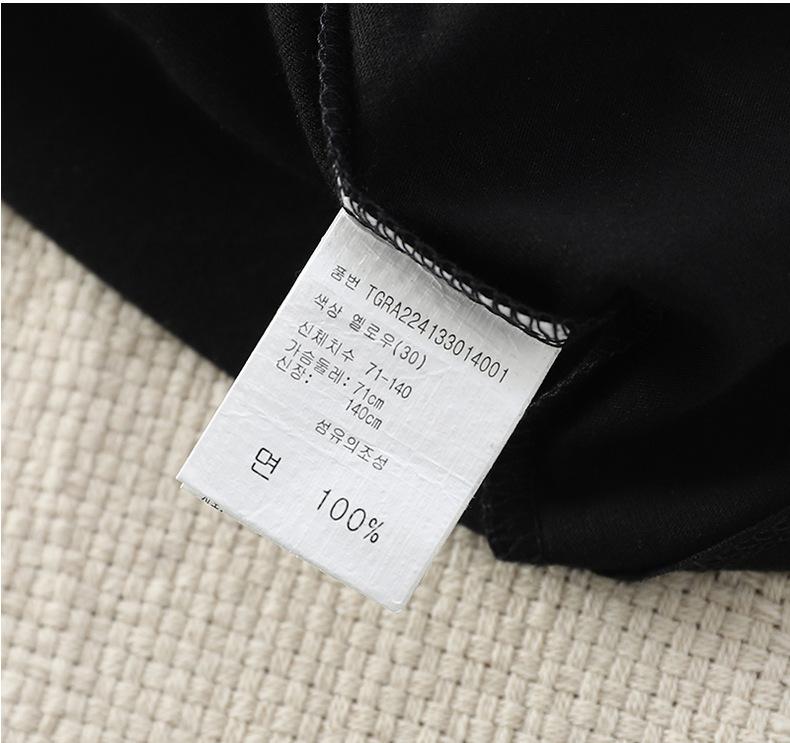 품번 TGRA224133014001
색상 옐로우(30)
신체치수 71-140
가슴둘레: 71cm
신장: 140cm
섬유의조성
면 100%